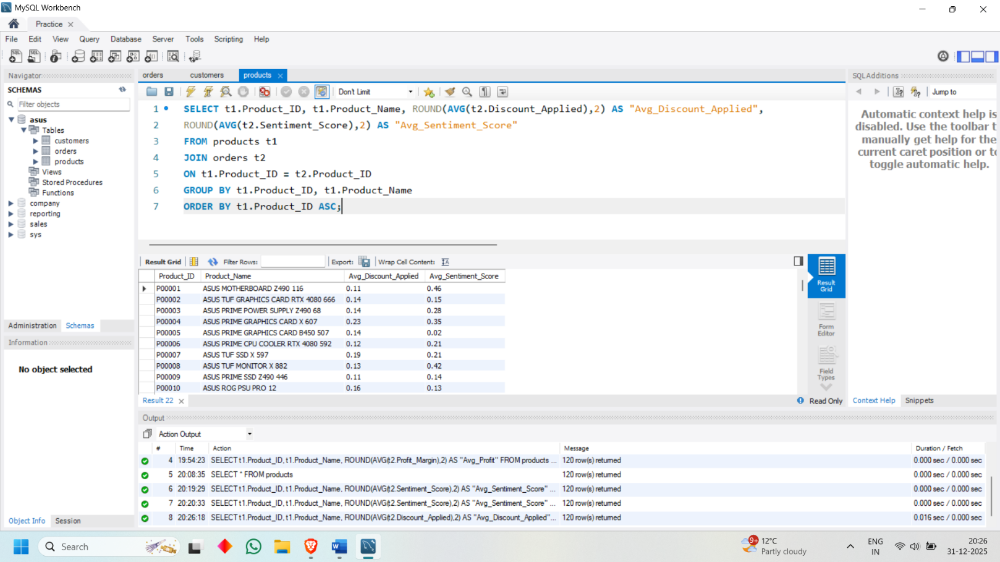 MySQL Workbench
Practice
File Edit View Query Database Server Tools Scripting Help
Navigator
SCHEMAS
Filter objects
asus
Tables
customers
orders
products
Views
Stored Procedures
Functions
company
reporting
sales
sys
Administration Schemas
Information
No object selected
Object Info Session
orders customers products
Don't Limit
1 SELECT t1.Product_ID, t1.Product_Name, ROUND(AVG(t2.Discount_Applied),2) AS "Avg_Discount_Applied",
2 ROUND(AVG(t2.Sentiment_Score),2) AS "Avg_Sentiment_Score"
3 FROM products t1
4 JOIN orders t2
5 ON t1.Product_ID = t2.Product_ID
6 GROUP BY t1.Product_ID, t1.Product_Name
7 ORDER BY t1.Product_ID ASC;
Result Grid Filter Rows: Export: Wrap Cell Content:
Product_ID Product_Name Avg_Discount_Applied Avg_Sentiment_Score
P00001 ASUS MOTHERBOARD Z490 116 0.11 0.46
P00002 ASUS TUF GRAPHICS CARD RTX 4080 666 0.14 0.15
P00003 ASUS PRIME POWER SUPPLY Z490 68 0.14 0.28
P00004 ASUS PRIME GRAPHICS CARD X 607 0.23 0.35
P00005 ASUS PRIME GRAPHICS CARD B450 507 0.14 0.02
P00006 ASUS PRIME CPU COOLER RTX 4080 592 0.12 0.21
P00007 ASUS TUF SSD X 597 0.19 0.21
P00008 ASUS TUF MONITOR X 882 0.13 0.42
P00009 ASUS PRIME SSD Z490 446 0.11 0.14
P00010 ASUS ROG PSU PRO 12 0.16 0.13
Result Grid
Form Editor
Field Types
Result 22
Read Only
SQLAdditions
Jump to
Automatic context help is
disabled. Use the toolbar t
manually get help for the
current caret position or to
toggle automatic help.
Context Help Snippets
Output
Action Output
# Time Action Message Duration / Fetch
4 19:54:23 SELECT t1.Product_ID, t1.Product_Name, ROUND(AVG(t2.Profit_Margin),2) AS "Avg_Profit" FROM products ... 120 row(s) returned 0.000 sec / 0.000 sec
5 20:08:35 SELECT * FROM products 120 row(s) returned 0.000 sec / 0.000 sec
6 20:19:29 SELECT t1.Product_ID, t1.Product_Name, ROUND(AVG(t2.Sentiment_Score),2) AS "Avg_Sentiment_Score" ... 120 row(s) returned 0.000 sec / 0.000 sec
7 20:20:33 SELECT t1.Product_ID, t1.Product_Name, ROUND(AVG(t2.Sentiment_Score),2) AS "Avg_Sentiment_Score" ... 120 row(s) returned 0.000 sec / 0.000 sec
8 20:26:18 SELECT t1.Product_ID, t1.Product_Name, ROUND(AVG(t2.Discount_Applied),2) AS "Avg_Discount_Applied"... 120 row(s) returned 0.016 sec / 0.000 sec
Search
9+
12°C
Partly cloudy
ENG
IN
20:26
31-12-2025